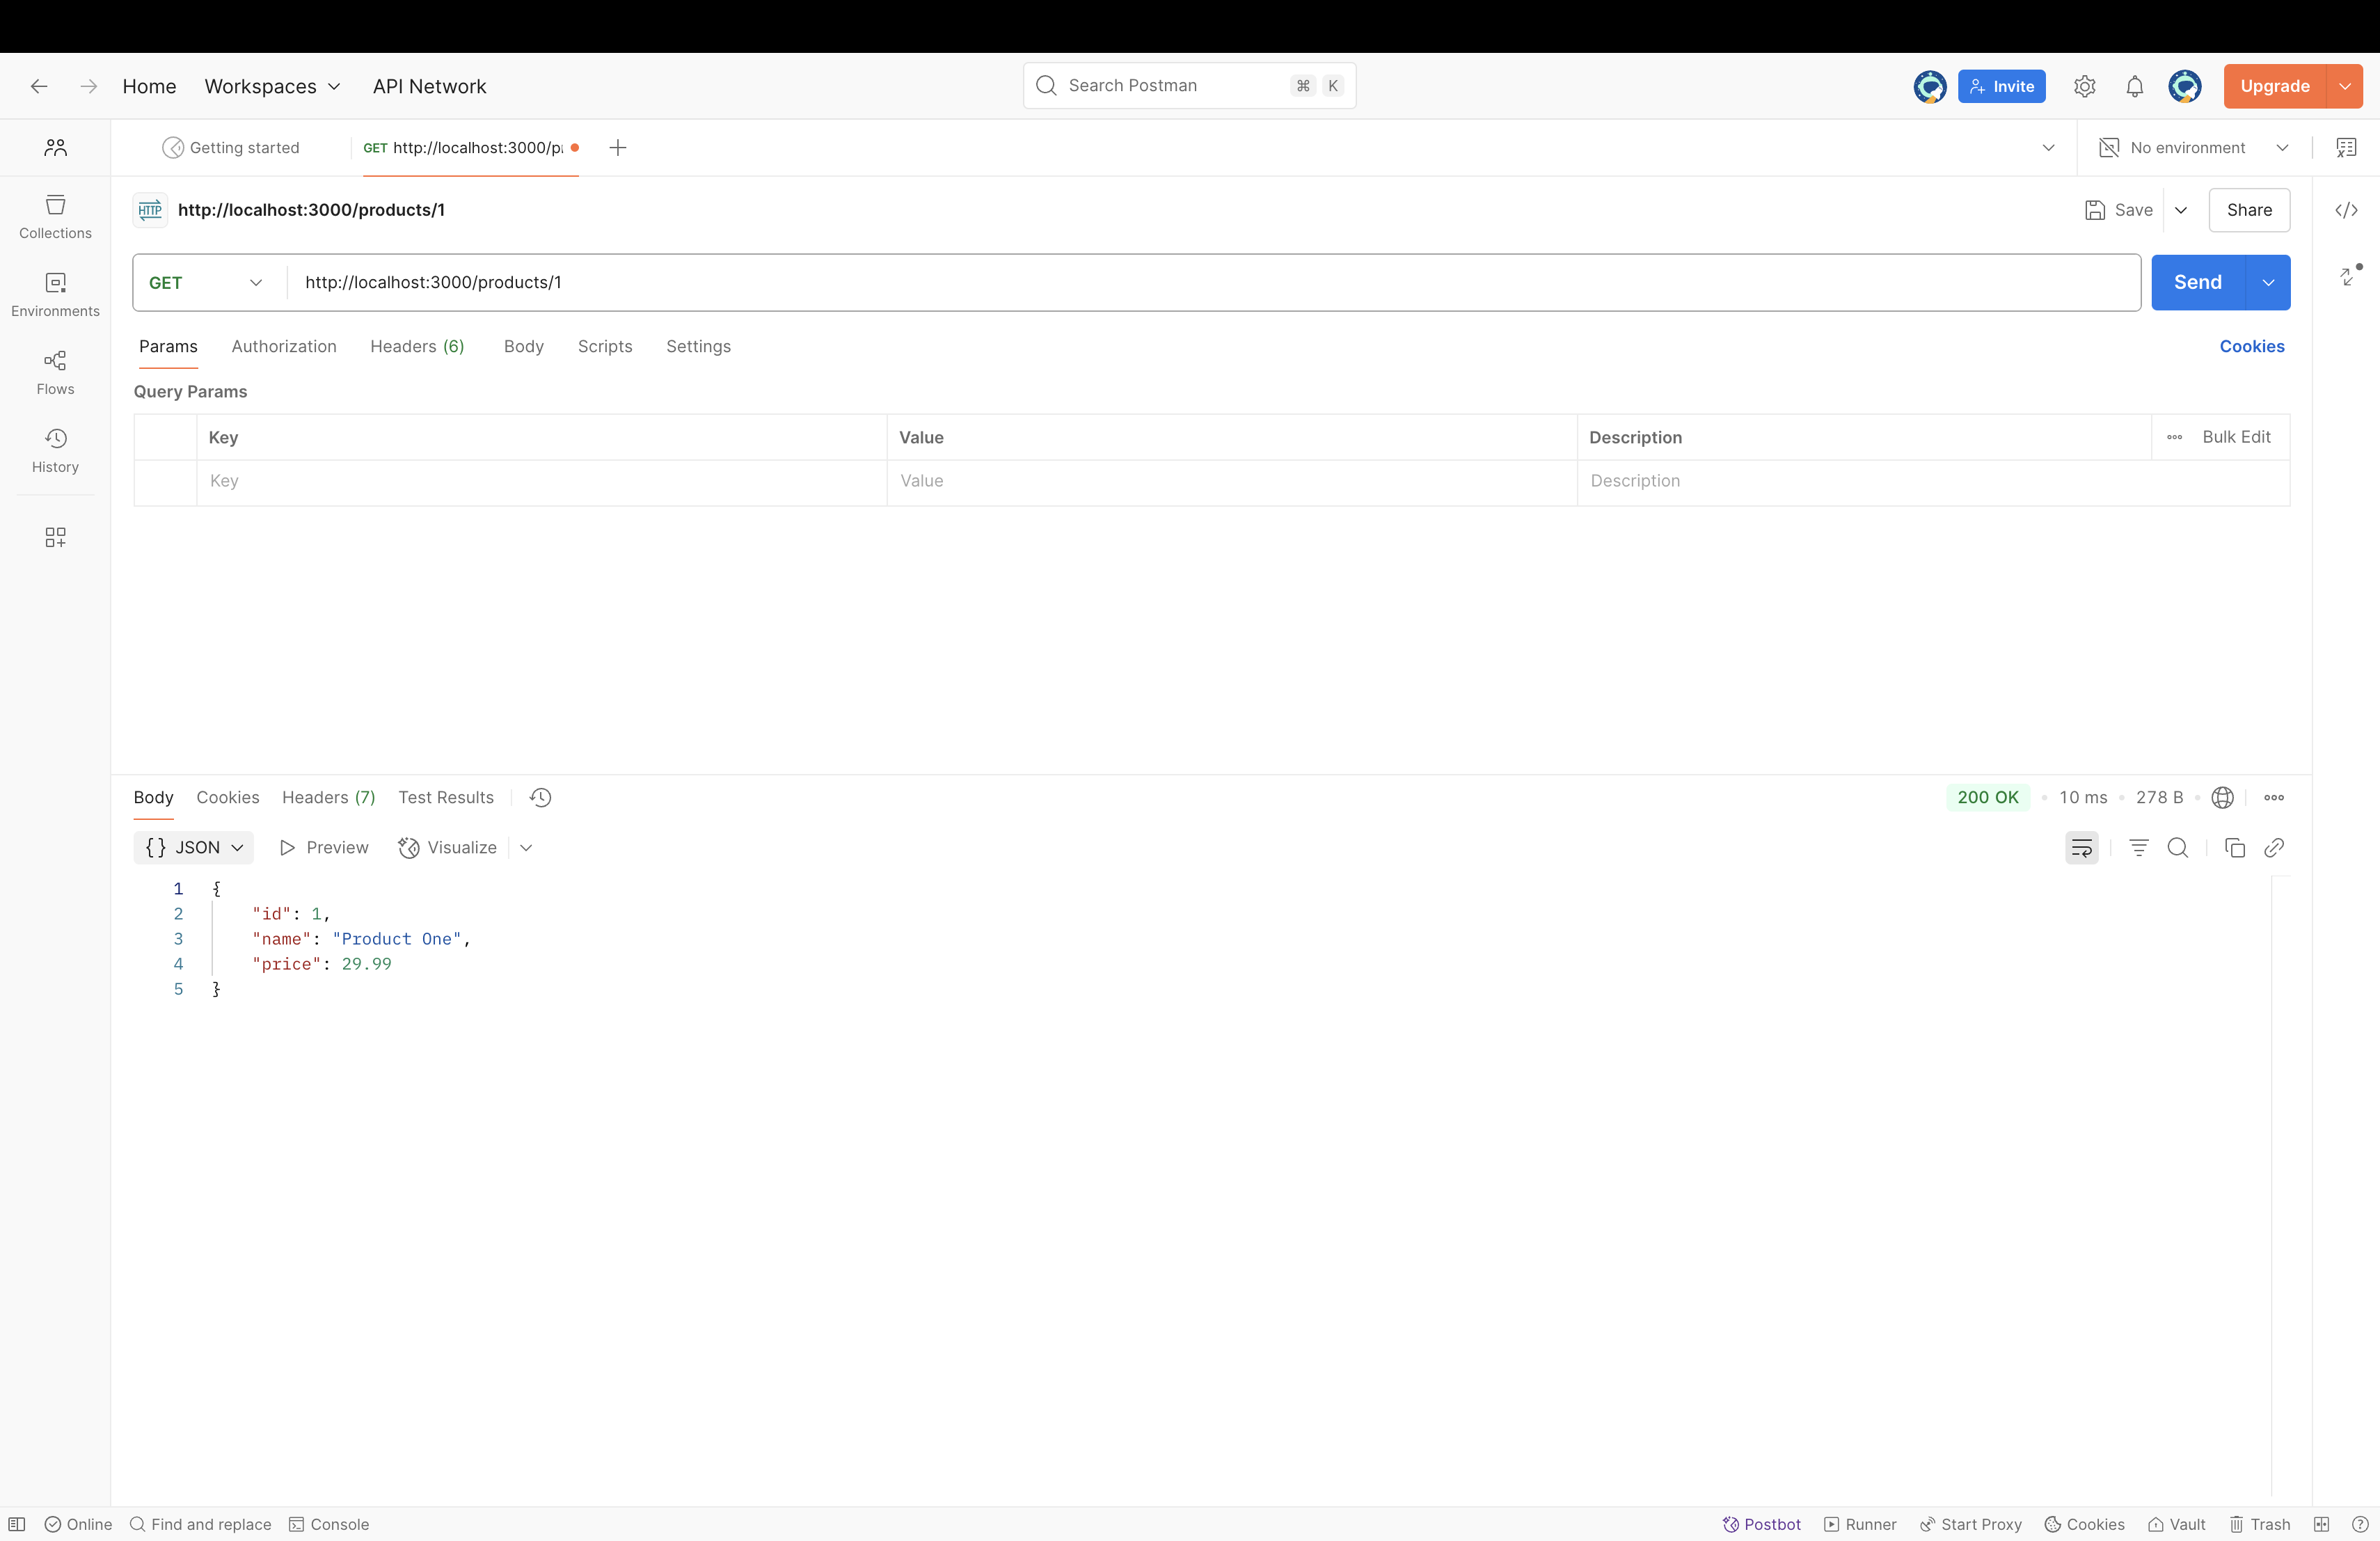 Home Workspaces API Network Search Postman ⌘ K Invite Upgrade
Getting started GET http://localhost:3000/p No environment
HTTP http://localhost:3000/products/1 Save Share
Collections
GET http://localhost:3000/products/1 Send
Environments
Params Authorization Headers (6) Body Scripts Settings Cookies
Flows
Query Params
History
Key Value Description Bulk Edit
Key Value Description
Body Cookies Headers (7) Test Results 200 OK • 10 ms • 278 B •
{} JSON Preview Visualize
1 {
2 "id": 1,
3 "name": "Product One",
4 "price": 29.99
5 }
Online Find and replace Console Postbot Runner Start Proxy Cookies Vault Trash